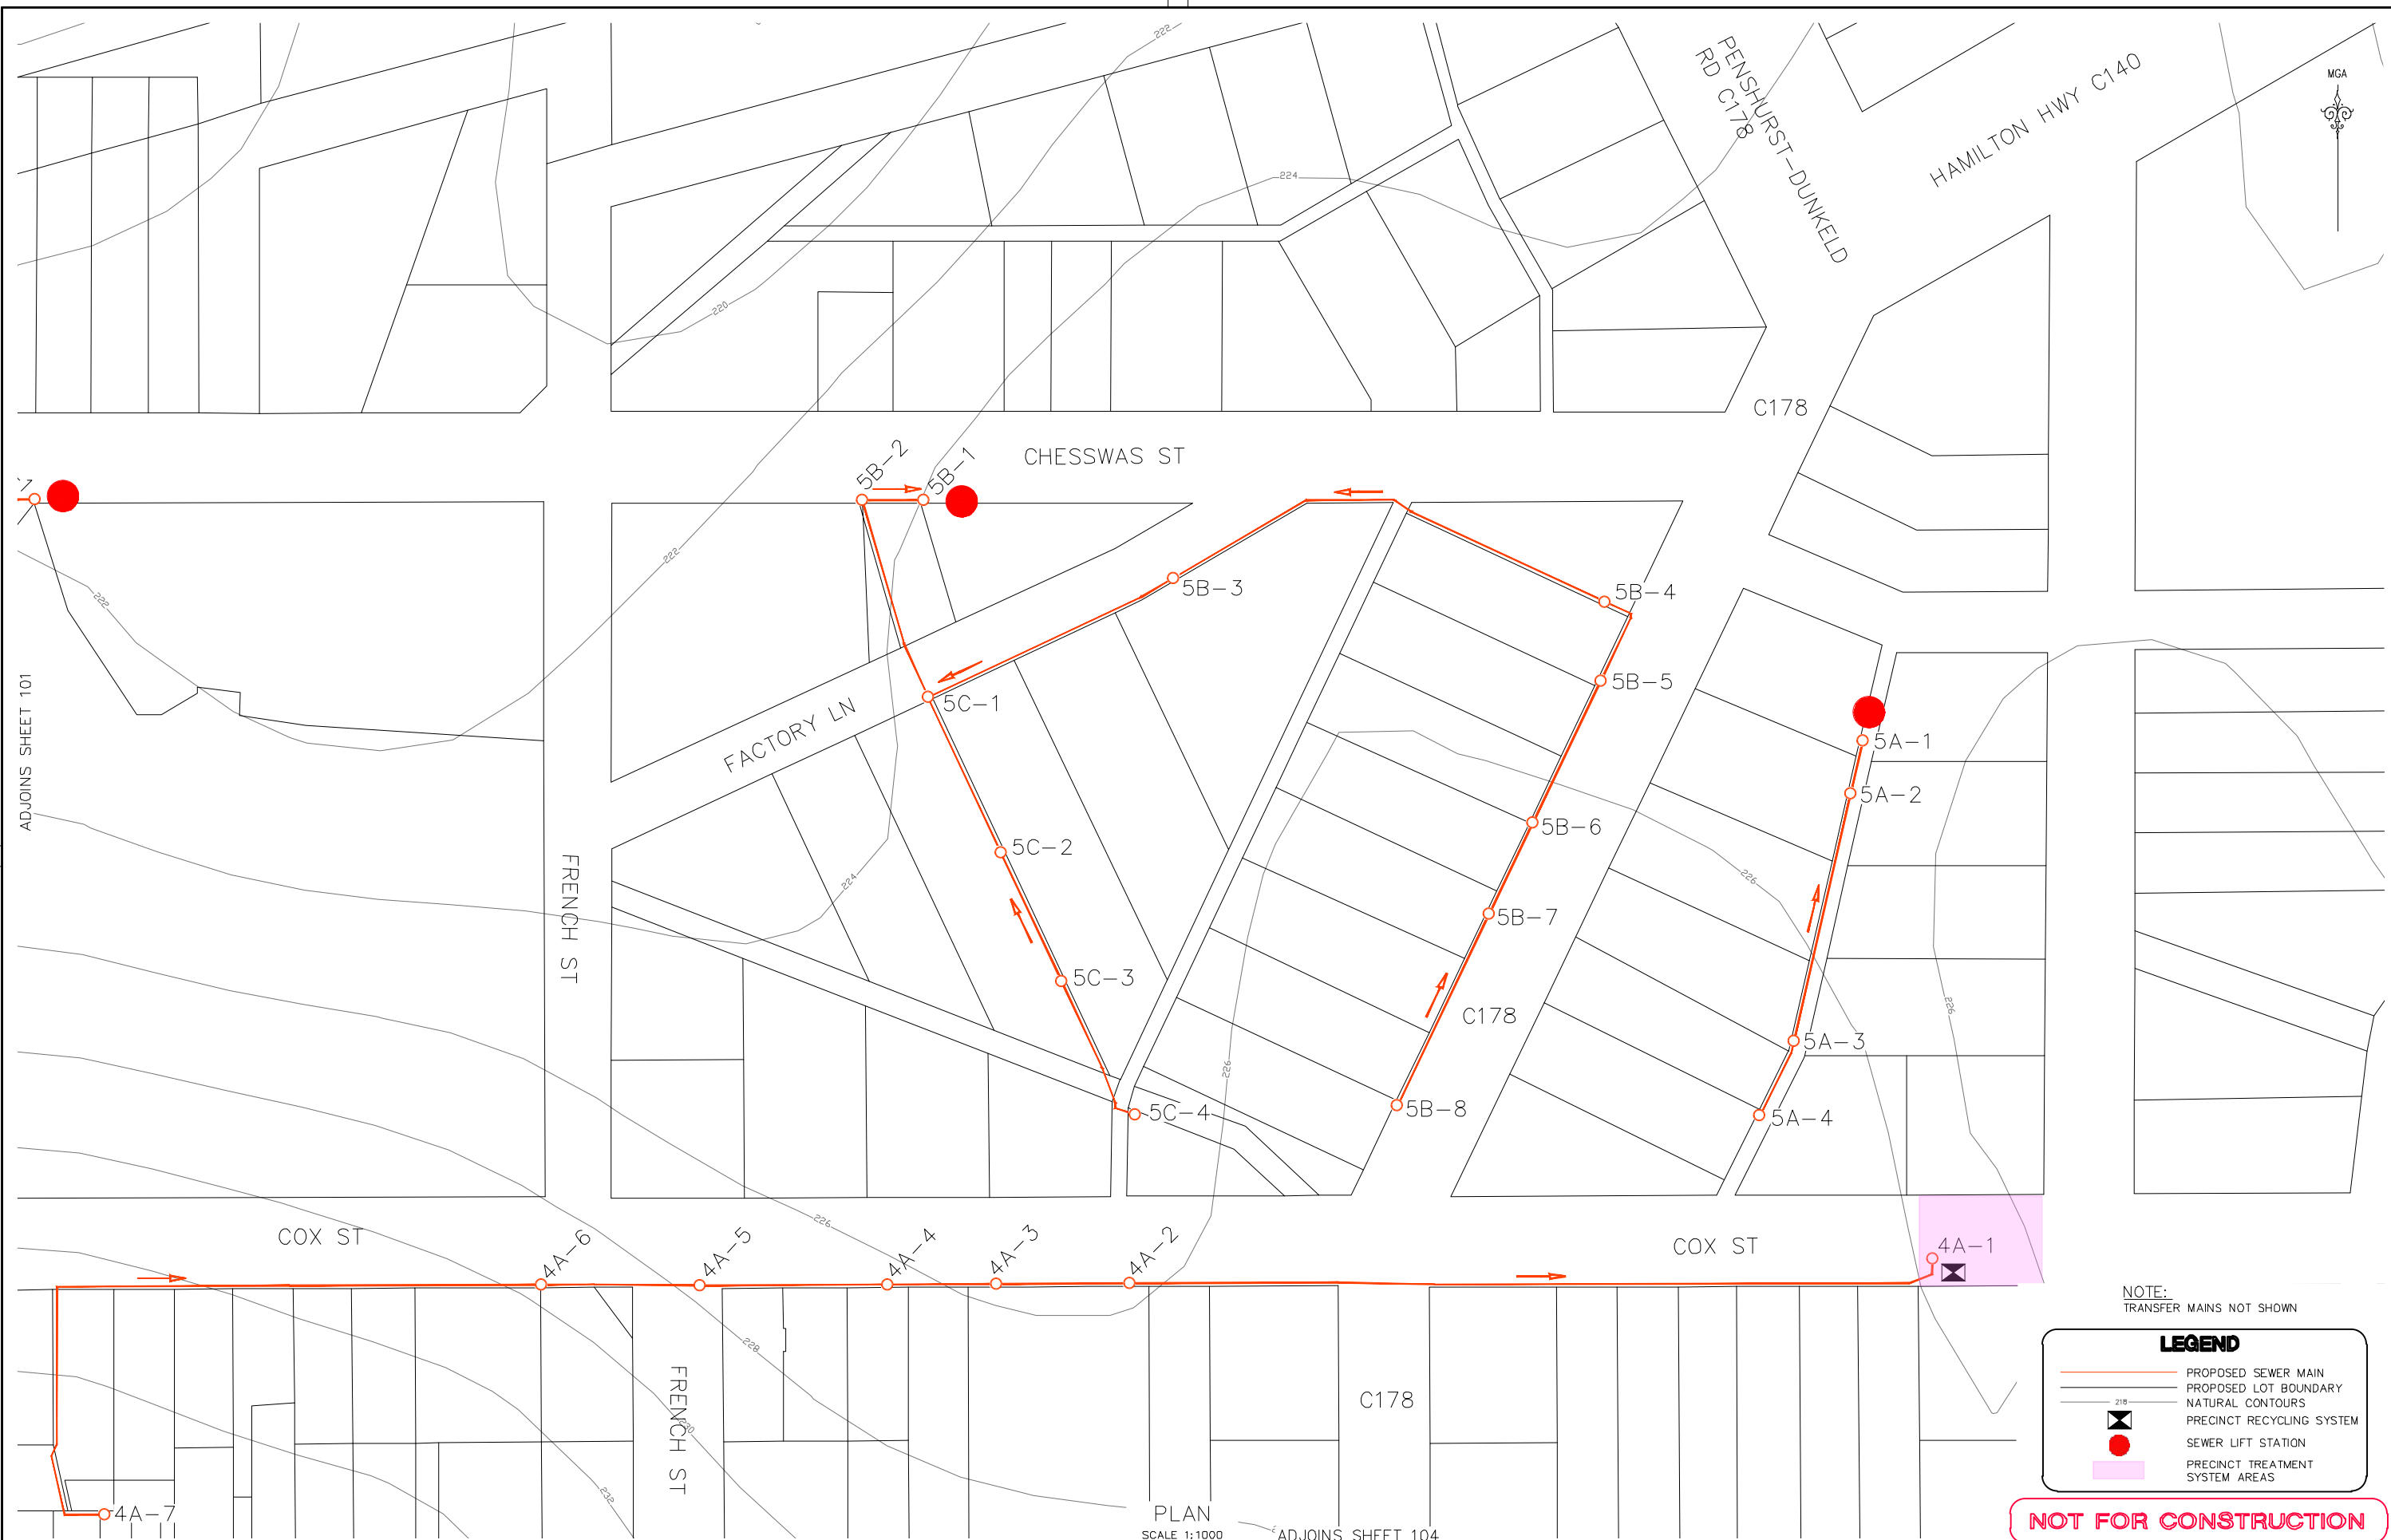 222
MGA
PENSHURST-DUNKELD
RD C178
HAMILTON HWY C140
224
220
C178
CHESSWAS ST
5B-2
5B-1
222
222
5B-3
5B-4
ADJOINS SHEET 101
5C-1
5B-5
FACTORY LN
5A-1
5A-2
5B-6
5C-2
FRENCH ST
224
226
5B-7
5C-3
C178
226
5A-3
226
5C-4
5B-8
5A-4
COX ST
226
4A-6
4A-5
4A-4
4A-3
4A-2
COX ST
4A-1
NOTE:
TRANSFER MAINS NOT SHOWN
LEGEND
PROPOSED SEWER MAIN
PROPOSED LOT BOUNDARY
218
NATURAL CONTOURS
PRECINCT RECYCLING SYSTEM
SEWER LIFT STATION
PRECINCT TREATMENT
SYSTEM AREAS
228
FRENCH ST
230
C178
232
4A-7
PLAN
SCALE 1:1000
ADJOINS SHEET 104
NOT FOR CONSTRUCTION